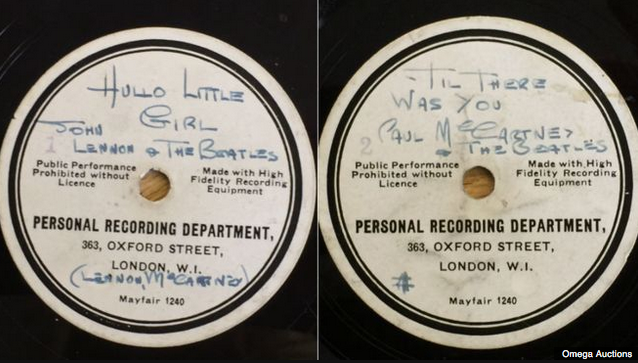 HULLO LITTLE
GIRL
JOHN
1 LENNON & THE BEATLES
Public Performance
Prohibited without
Licence
Made with High
Fidelity Recording
Equipment
PERSONAL RECORDING DEPARTMENT,
363, OXFORD STREET,
LONDON, W.I.
(LENNON McCARTNEY)
Mayfair 1240
'TIL THERE
WAS YOU
2 PAUL McCARTNEY
& THE BEATLES
Public Performance
Prohibited without
Licence
Made with High
Fidelity Recording
Equipment
PERSONAL RECORDING DEPARTMENT,
363, OXFORD STREET,
LONDON, W.I.
Mayfair 1240
Omega Auctions